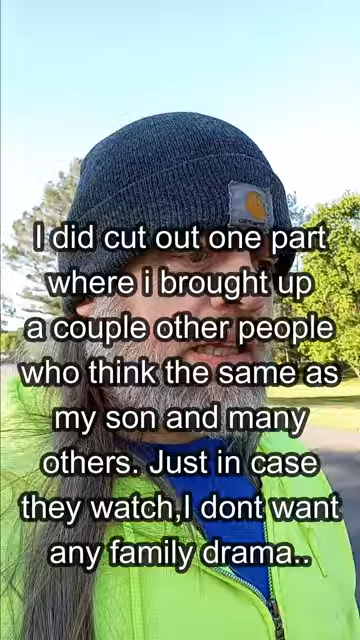 I did cut out one part
where i brought up
a couple other people
who think the same as
my son and many
others. Just in case
they watch,I dont want
any family drama..